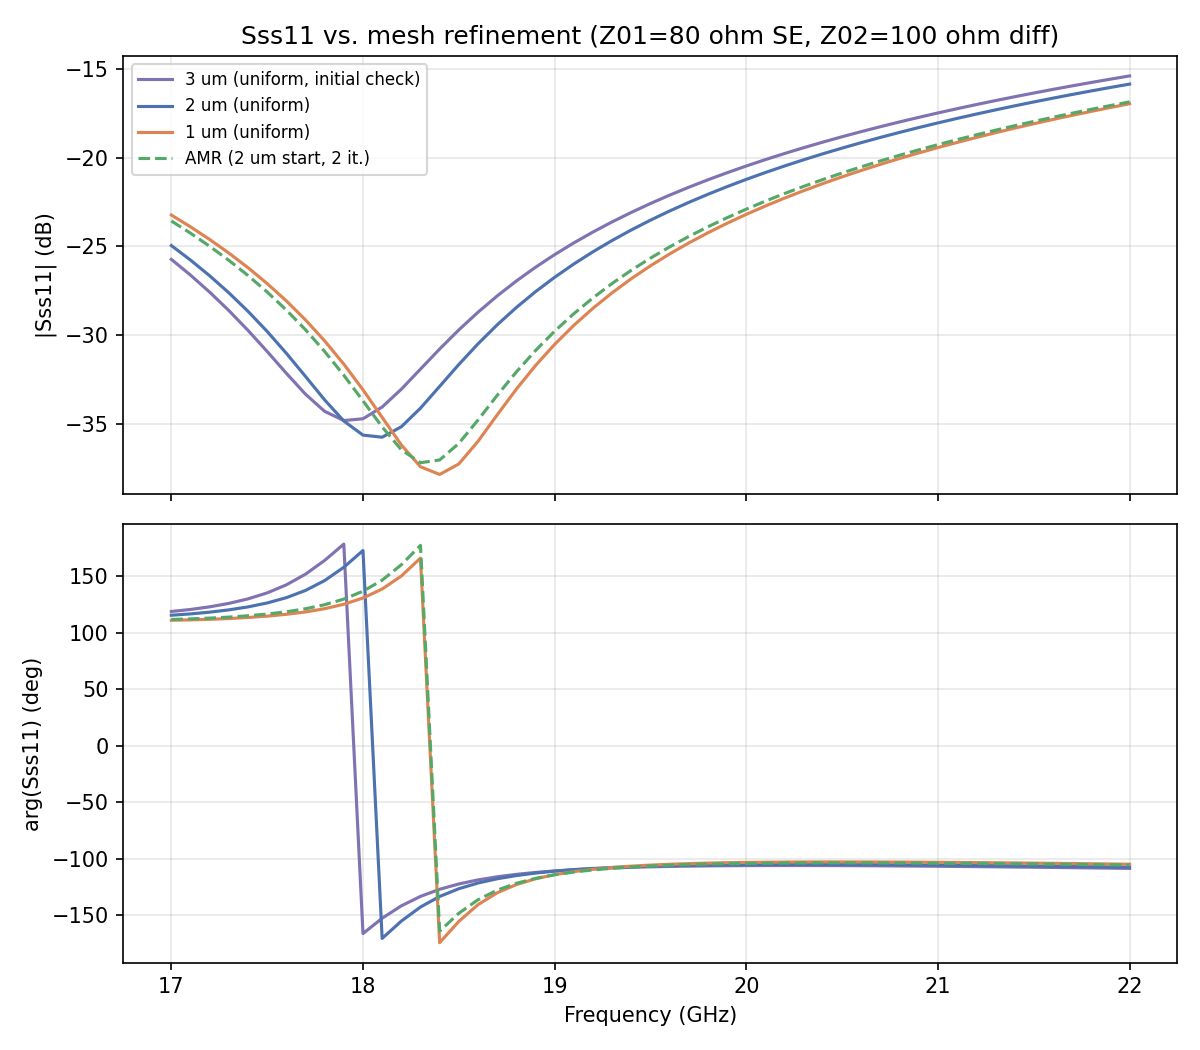 Sss11 vs. mesh refinement (Z01=80 ohm SE, Z02=100 ohm diff)
3 um (uniform, initial check)
2 um (uniform)
1 um (uniform)
AMR (2 um start, 2 it.)
|Sss11| (dB)
−15
−20
−25
−30
−35
arg(Sss11) (deg)
150
100
50
0
−50
−100
−150
17 18 19 20 21 22
Frequency (GHz)